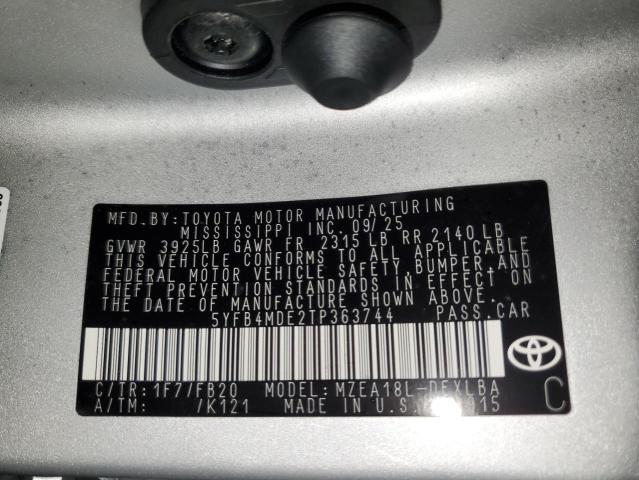 MFD.BY:TOYOTA MOTOR MANUFACTURING
MISSISSIPPI INC. 09/25
GVWR 3925LB GAWR FR 2315LB RR 2140LB
THIS VEHICLE CONFORMS TO ALL APPLICABLE
FEDERAL MOTOR VEHICLE SAFETY,BUMPER,AND
THEFT PREVENTION STANDARDS IN EFFECT ON
THE DATE OF MANUFACTURE SHOWN ABOVE.
5YFB4MDE2TP363744 PASS.CAR
C/TR:1F7/FB20 MODEL:MZEA18L-DEXLBA
A/TM: /K121 MADE IN U.S. 15
C